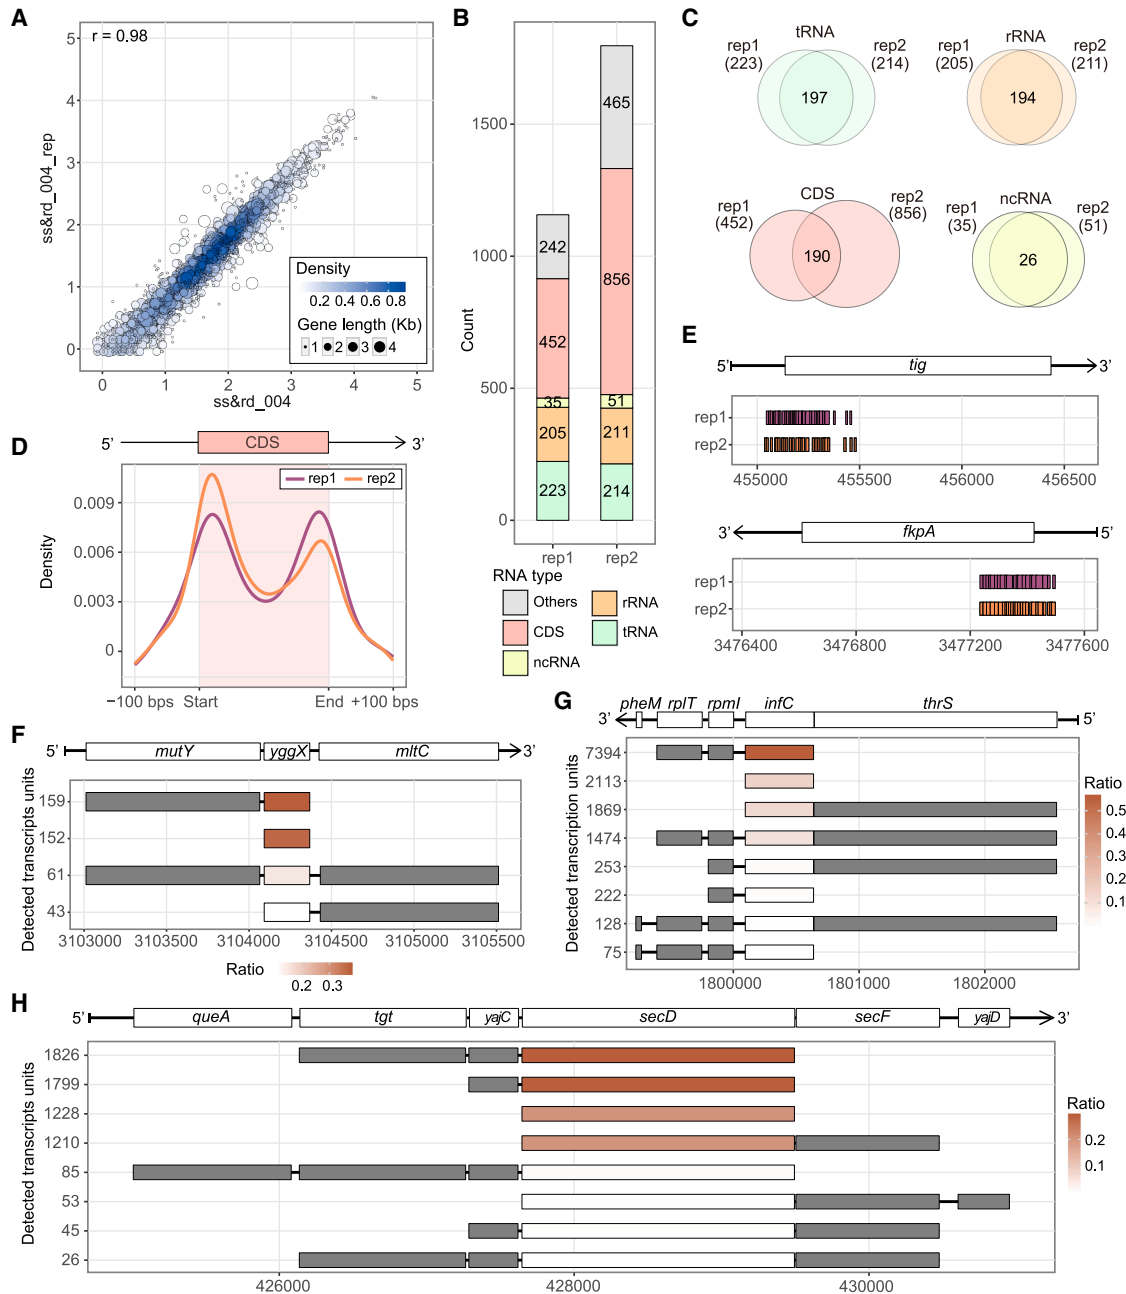 A
r = 0.98
5
4
3
2
1
0
ss&rd_004_rep
0 1 2 3 4 5
ss&rd_004
Density
0.2 0.4 0.6 0.8
Gene length (Kb)
1 2 3 4
B
1500
1000
500
0
Count
242
452
35
205
223
465
856
51
211
214
rep1 rep2
RNA type
Others
CDS
ncRNA
rRNA
tRNA
C
tRNA
rep1
(223)
rep2
(214)
197
rRNA
rep1
(205)
rep2
(211)
194
CDS
rep1
(452)
rep2
(856)
190
ncRNA
rep1
(35)
rep2
(51)
26
D
5' CDS 3'
rep1 rep2
0.009
0.006
0.003
0
Density
−100 bps Start End +100 bps
E
5' tig 3'
rep1
rep2
455000 455500 456000 456500
3' fkpA 5'
rep1
rep2
3476400 3476800 3477200 3477600
F
5' mutY yggX mltC 3'
Detected transcripts units
159
152
61
43
3103000 3103500 3104000 3104500 3105000 3105500
Ratio
0.2 0.3
G
pheM rplT rpmI infC thrS
3' 5'
Detected transcription units
7394
2113
1869
1474
253
222
128
75
1800000 1801000 1802000
Ratio
0.5
0.4
0.3
0.2
0.1
H
5' queA tgt yajC secD secF yajD 3'
Detected transcripts units
1826
1799
1228
1210
85
53
45
26
426000 428000 430000
Ratio
0.2
0.1